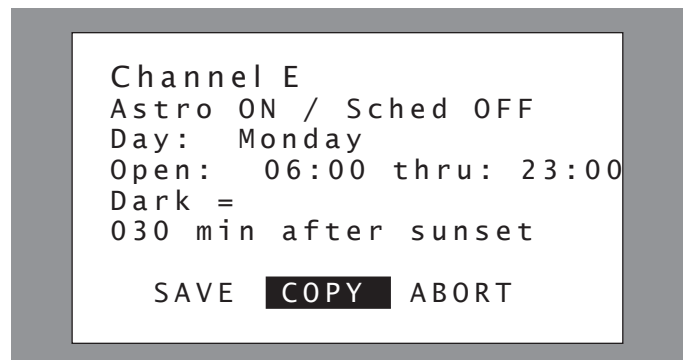 Channel E
Astro ON / Sched OFF
Day: Monday
Open: 06:00 thru: 23:00
Dark =
030 min after sunset
SAVE COPY ABORT